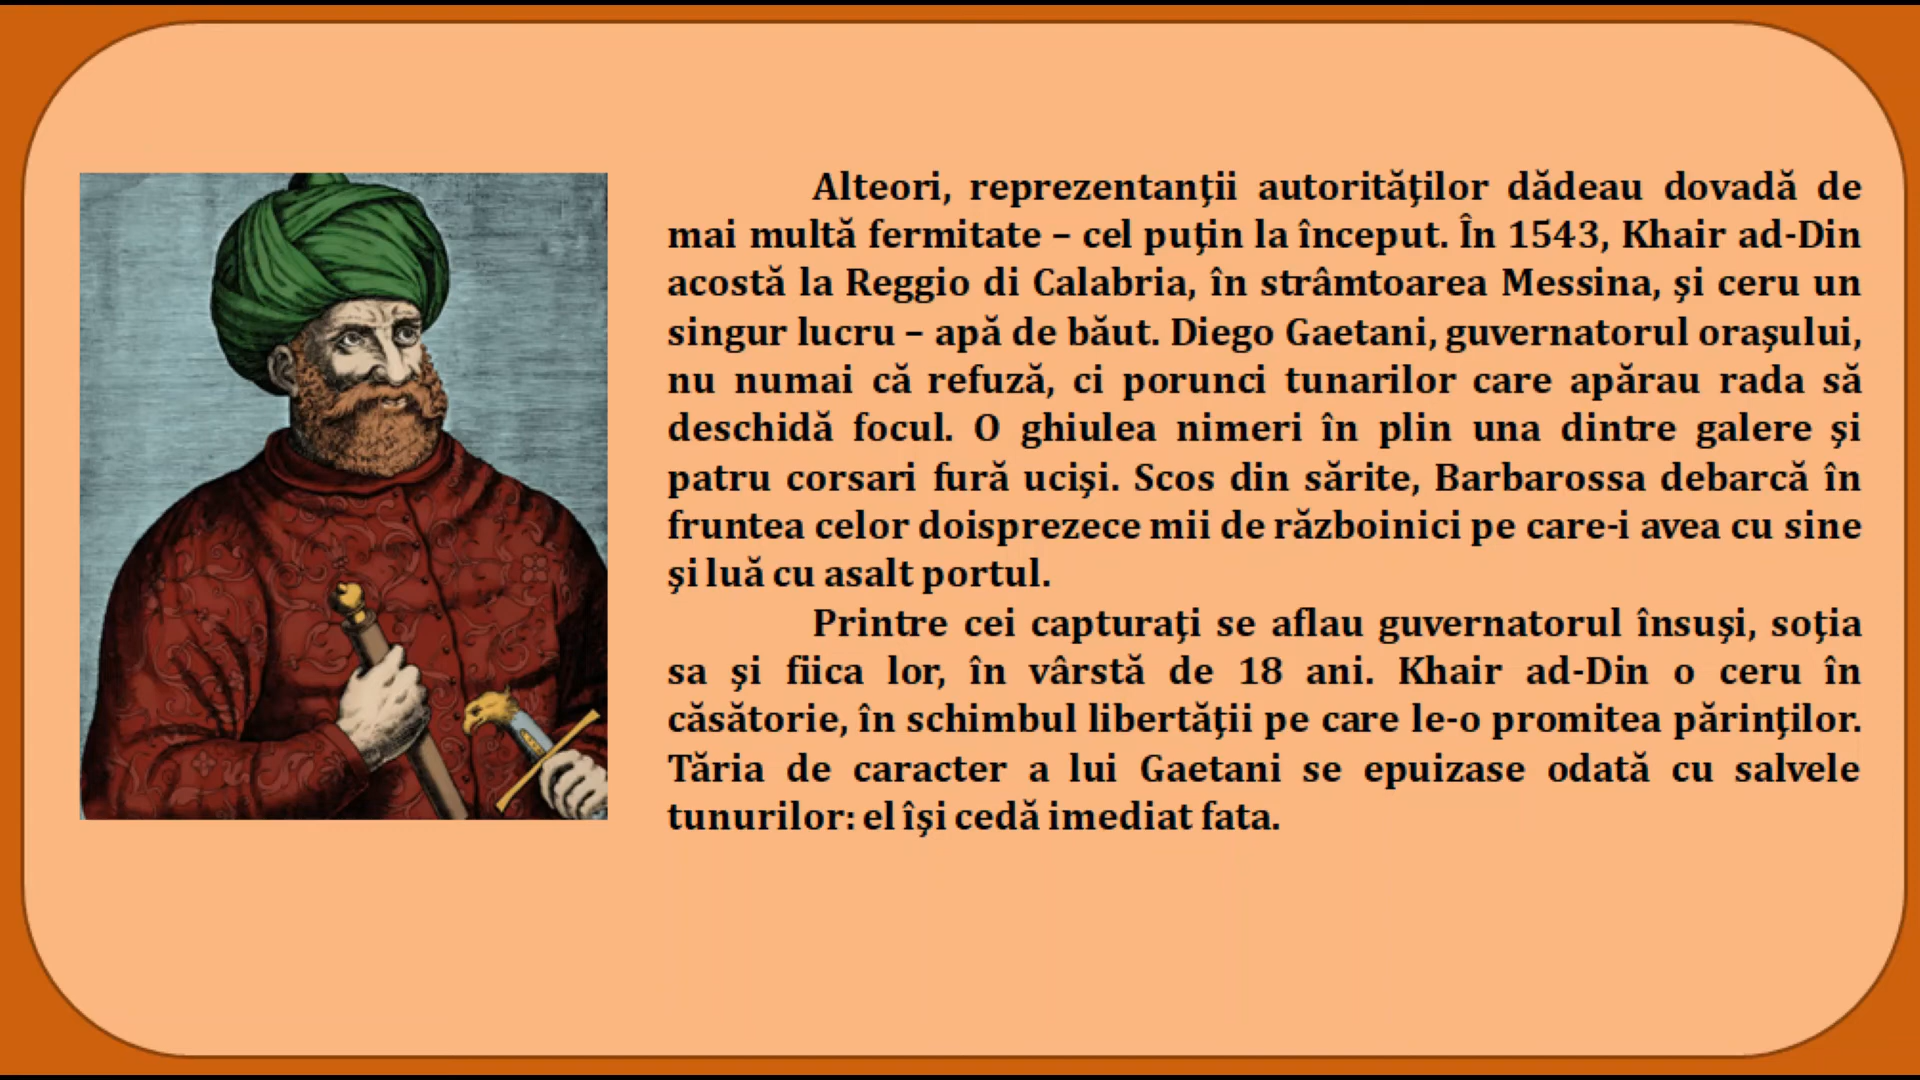 Alteori, reprezentanţii autorităţilor dădeau dovadă de
mai multă fermitate – cel puţin la început. În 1543, Khair ad-Din
acostă la Reggio di Calabria, în strâmtoarea Messina, şi ceru un
singur lucru – apă de băut. Diego Gaetani, guvernatorul oraşului,
nu numai că refuză, ci porunci tunarilor care apărau rada să
deschidă focul. O ghiulea nimeri în plin una dintre galere şi
patru corsari fură ucişi. Scos din sărite, Barbarossa debarcă în
fruntea celor doisprezece mii de războinici pe care-i avea cu sine
şi luă cu asalt portul.
Printre cei capturaţi se aflau guvernatorul însuşi, soţia
sa şi fiica lor, în vârstă de 18 ani. Khair ad-Din o ceru în
căsătorie, în schimbul libertăţii pe care le-o promitea părinţilor.
Tăria de caracter a lui Gaetani se epuizase odată cu salvele
tunurilor: el îşi cedă imediat fata.